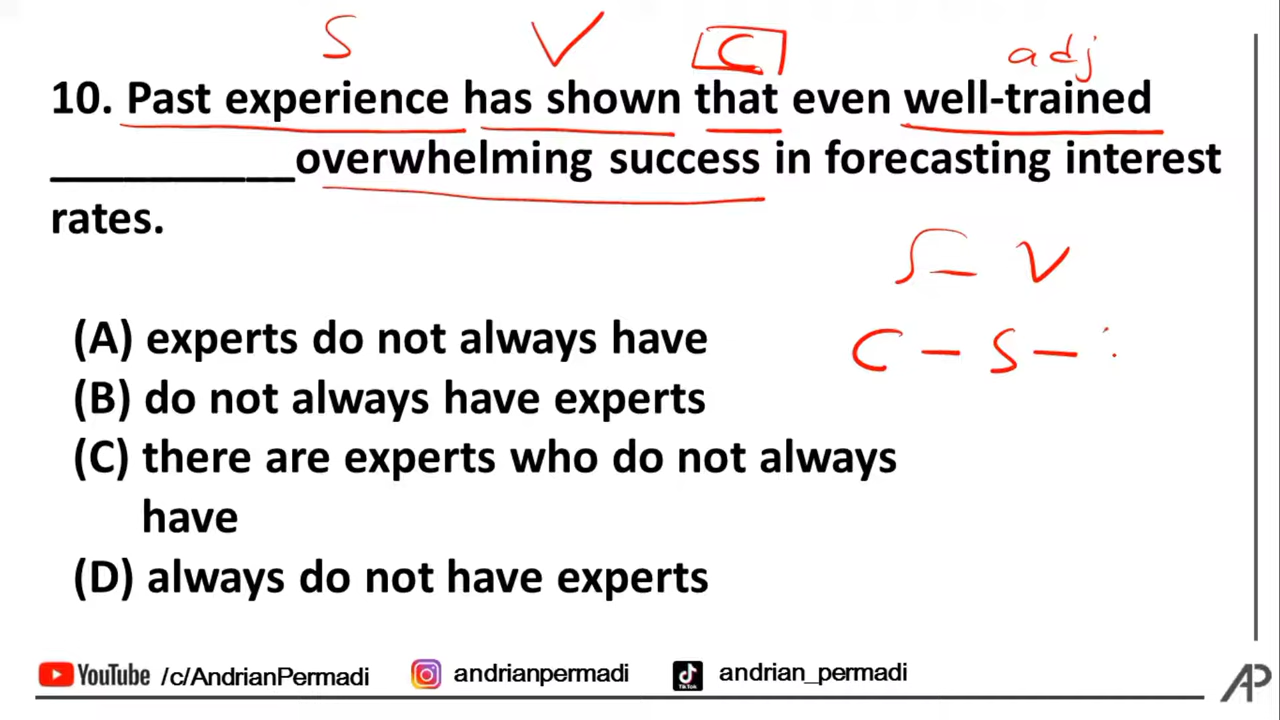 S V C adj
10. Past experience has shown that even well-trained
__________overwhelming success in forecasting interest
rates.
S – V
C – S –
(A) experts do not always have
(B) do not always have experts
(C) there are experts who do not always
have
(D) always do not have experts
YouTube /c/AndrianPermadi andrianpermadi TikTok andrian_permadi AP